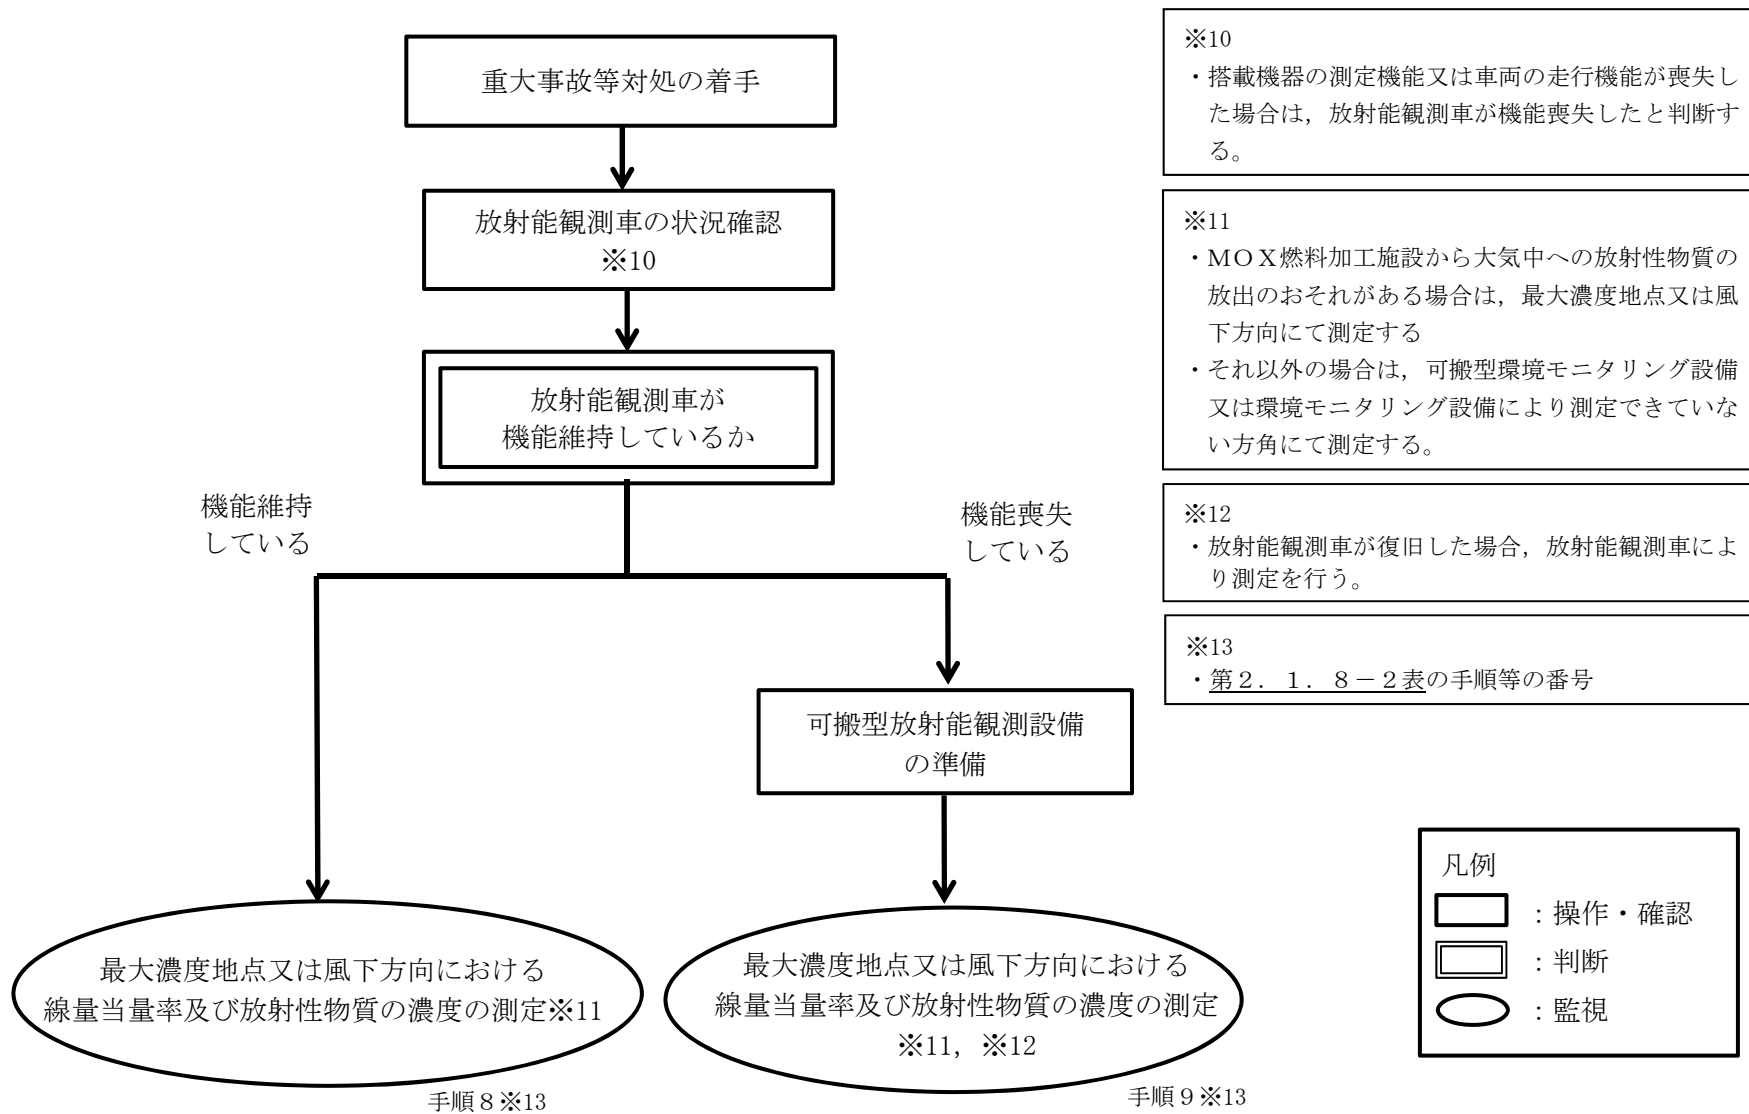 重大事故等対処の着手
放射能観測車の状況確認
※10
放射能観測車が
機能維持しているか
機能維持
している
機能喪失
している
可搬型放射能観測設備
の準備
最大濃度地点又は風下方向における
線量当量率及び放射性物質の濃度の測定※11
手順８※13
最大濃度地点又は風下方向における
線量当量率及び放射性物質の濃度の測定
※11，※12
手順９※13
※10
・搭載機器の測定機能又は車両の走行機能が喪失し
た場合は，放射能観測車が機能喪失したと判断す
る。
※11
・ＭＯＸ燃料加工施設から大気中への放射性物質の
放出のおそれがある場合は，最大濃度地点又は風
下方向にて測定する
・それ以外の場合は，可搬型環境モニタリング設備
又は環境モニタリング設備により測定できていな
い方角にて測定する。
※12
・放射能観測車が復旧した場合，放射能観測車によ
り測定を行う。
※13
・第２．１．８－２表の手順等の番号
凡例
：操作・確認
：判断
：監視